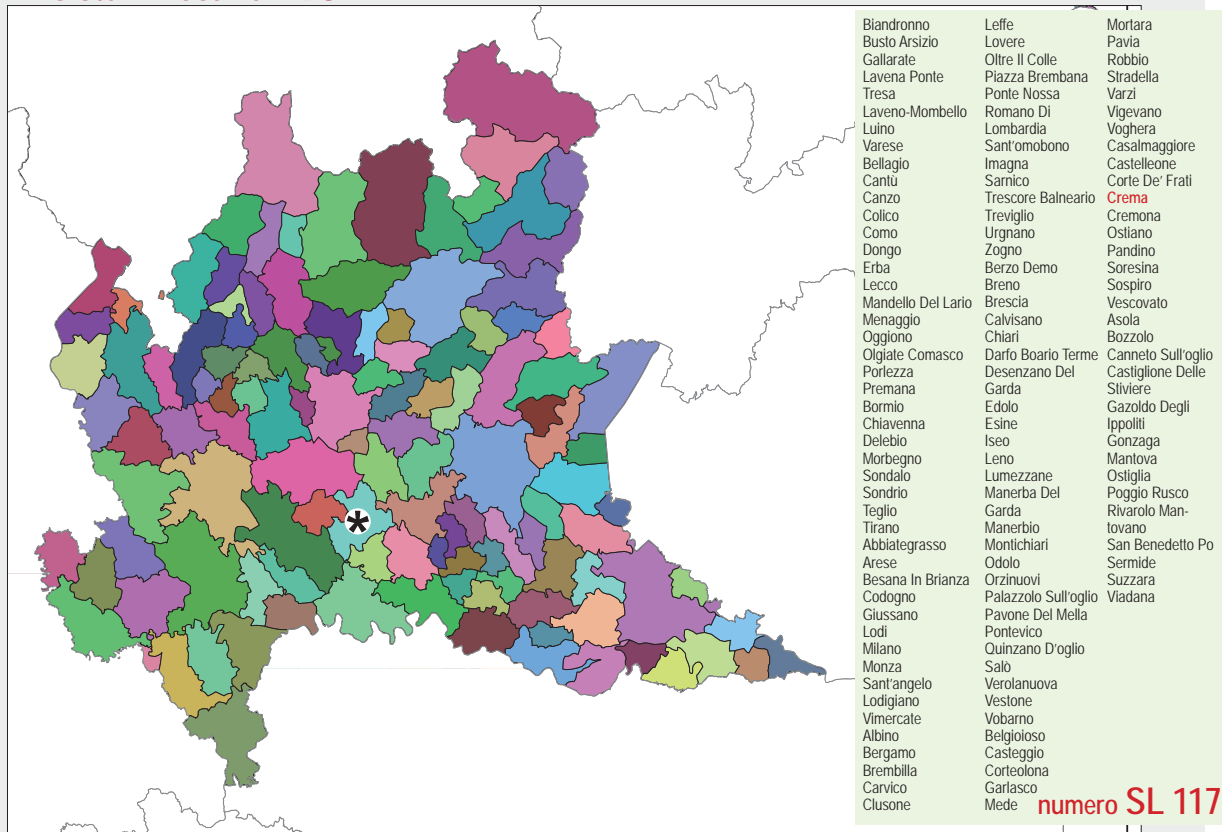 Biandronno
Busto Arsizio
Gallarate
Lavena Ponte
Tresa
Laveno-Mombello
Luino
Varese
Bellagio
Cantù
Canzo
Colico
Como
Dongo
Erba
Lecco
Mandello Del Lario
Menaggio
Oggiono
Olgiate Comasco
Porlezza
Premana
Bormio
Chiavenna
Delebio
Morbegno
Sondalo
Sondrio
Teglio
Tirano
Abbiategrasso
Arese
Besana In Brianza
Codogno
Giussano
Lodi
Milano
Monza
Sant'angelo
Lodigiano
Vimercate
Albino
Bergamo
Brembilla
Carvico
Clusone
Leffe
Lovere
Oltre Il Colle
Piazza Brembana
Ponte Nossa
Romano Di
Lombardia
Sant'omobono
Imagna
Sarnico
Trescore Balneario
Treviglio
Urgnano
Zogno
Berzo Demo
Breno
Brescia
Calvisano
Chiari
Darfo Boario Terme
Desenzano Del
Garda
Edolo
Esine
Iseo
Leno
Lumezzane
Manerba Del
Garda
Manerbio
Montichiari
Odolo
Orzinuovi
Palazzolo Sull'oglio
Pavone Del Mella
Pontevico
Quinzano D'oglio
Salò
Verolanuova
Vestone
Vobarno
Belgioioso
Casteggio
Corteolona
Garlasco
Mede
Mortara
Pavia
Robbio
Stradella
Varzi
Vigevano
Voghera
Casalmaggiore
Castelleone
Corte De' Frati
Crema
Cremona
Ostiano
Pandino
Soresina
Sospiro
Vescovato
Asola
Bozzolo
Canneto Sull'oglio
Castiglione Delle
Stiviere
Gazoldo Degli
Ippoliti
Gonzaga
Mantova
Ostiglia
Poggio Rusco
Rivarolo Man-
tovano
San Benedetto Po
Sermide
Suzzara
Viadana
numero SL 117